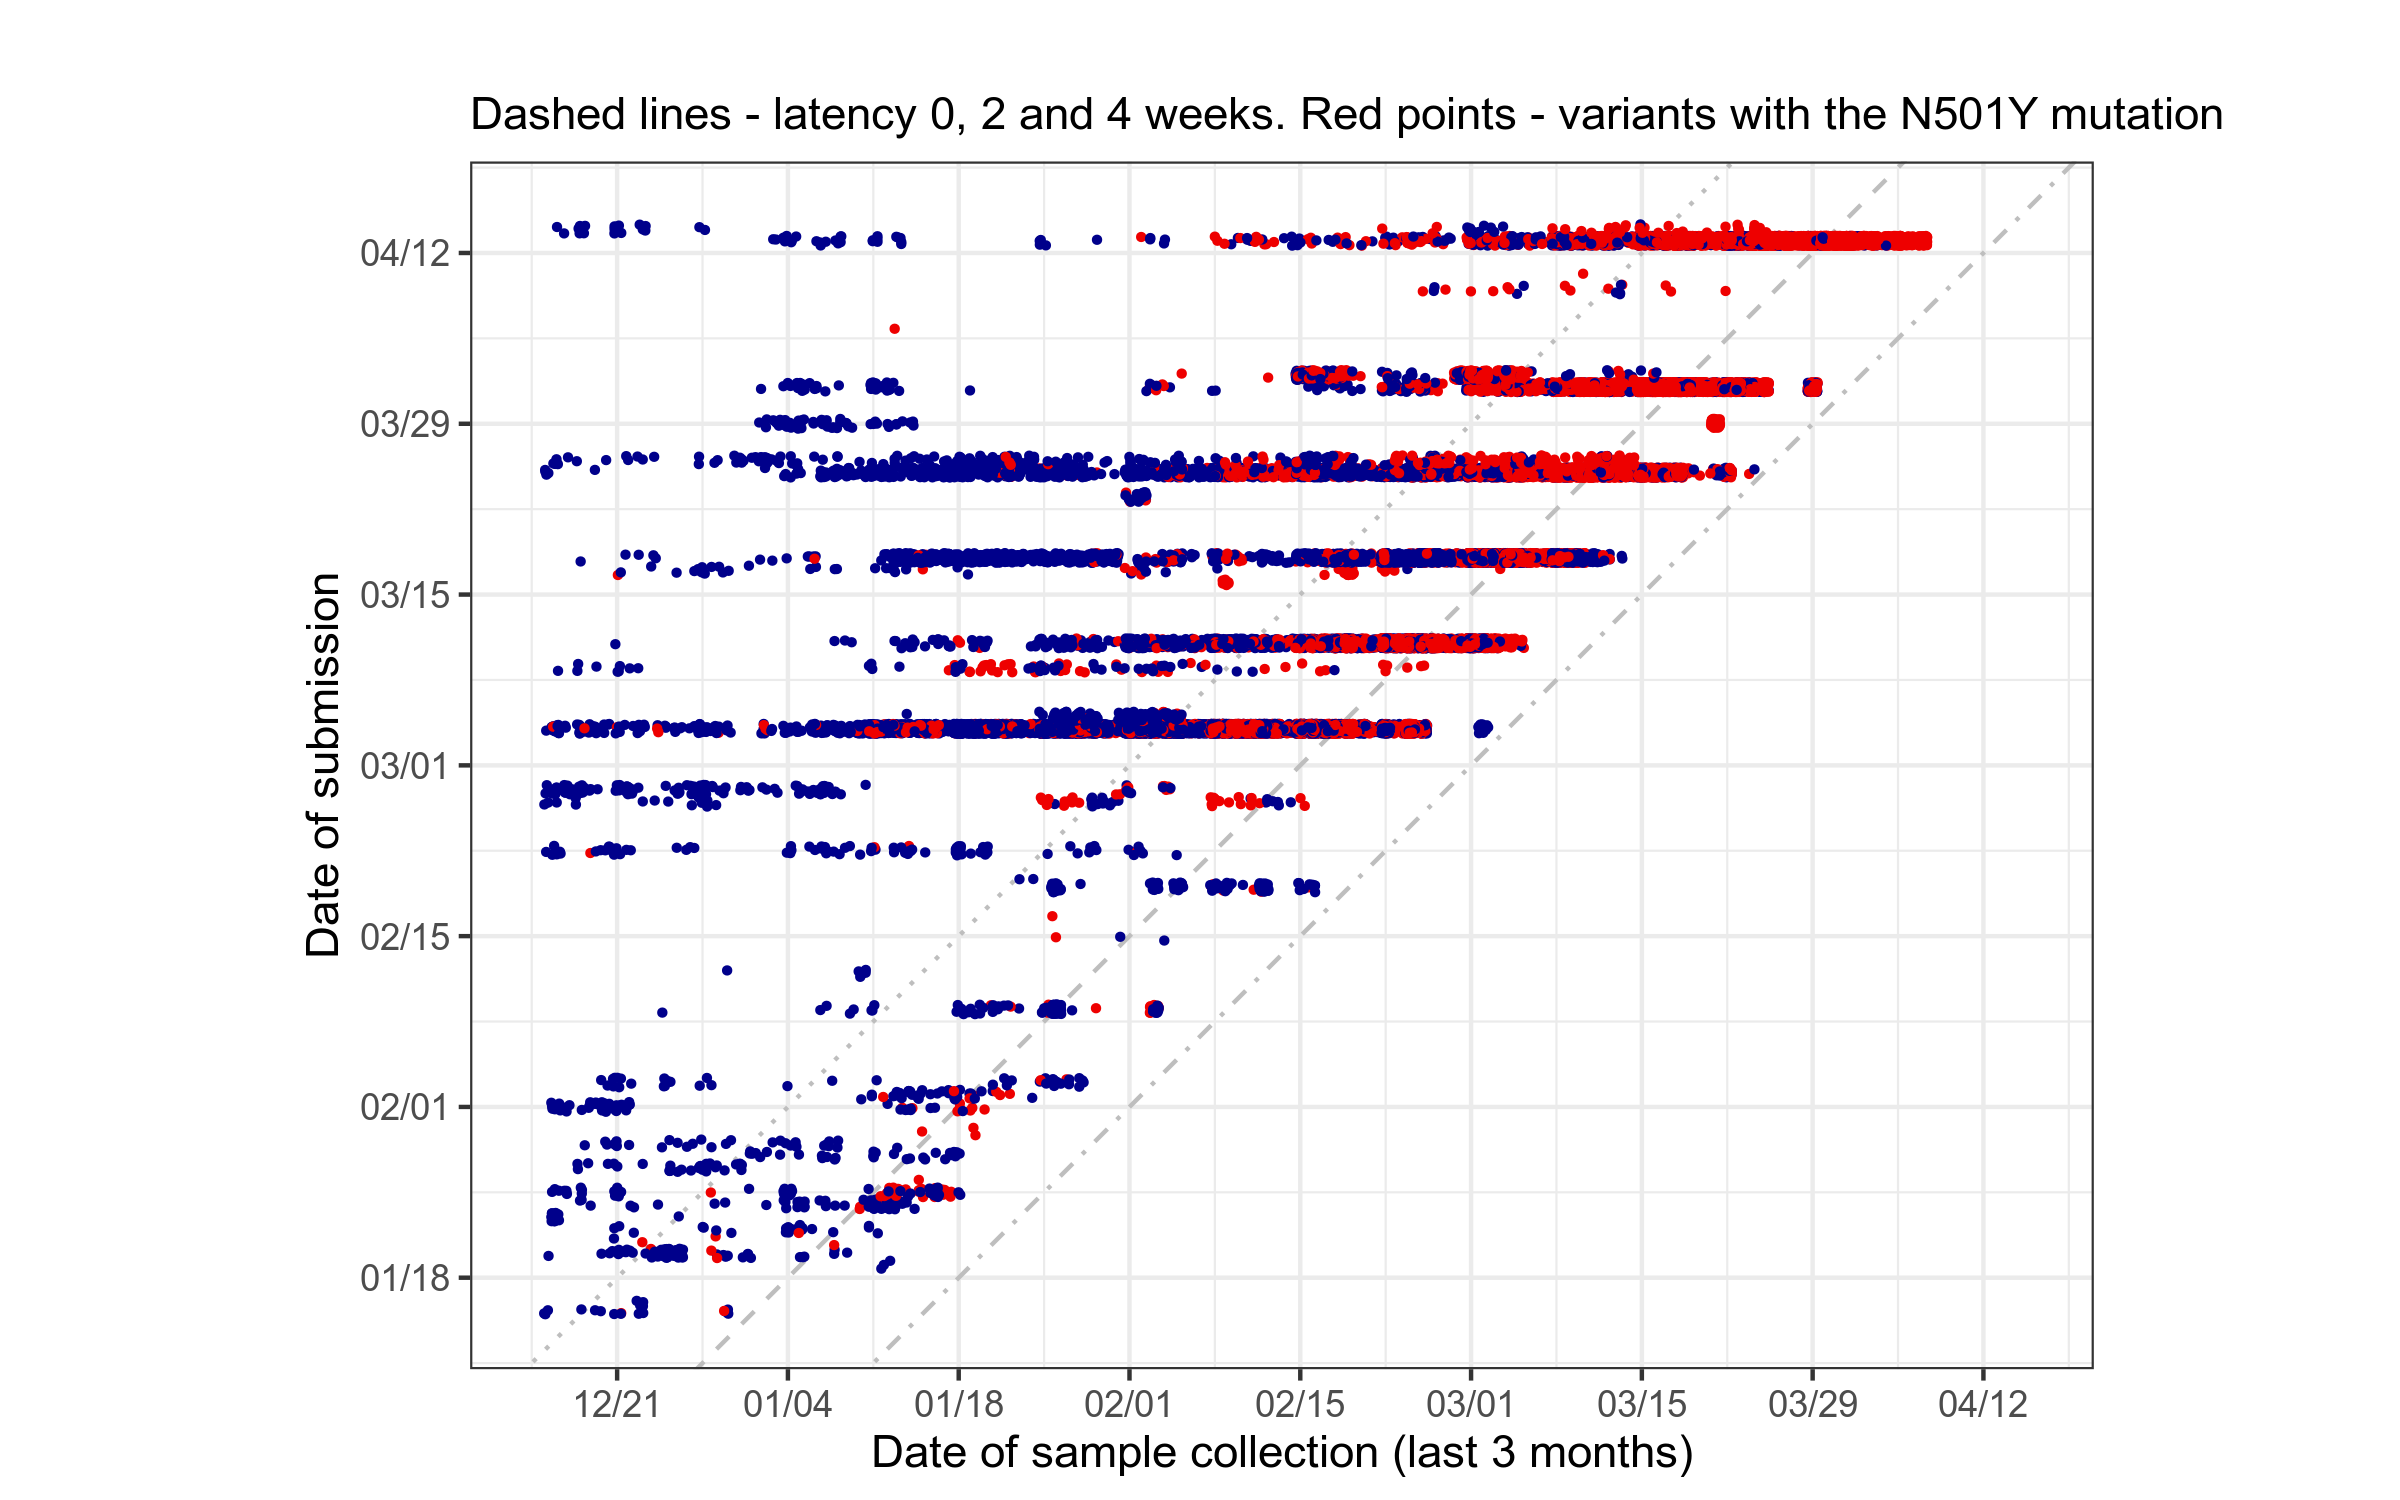 Dashed lines - latency 0, 2 and 4 weeks. Red points - variants with the N501Y mutation
04/12
03/29
03/15
03/01
02/15
02/01
01/18
Date of submission
12/21 01/04 01/18 02/01 02/15 03/01 03/15 03/29 04/12
Date of sample collection (last 3 months)